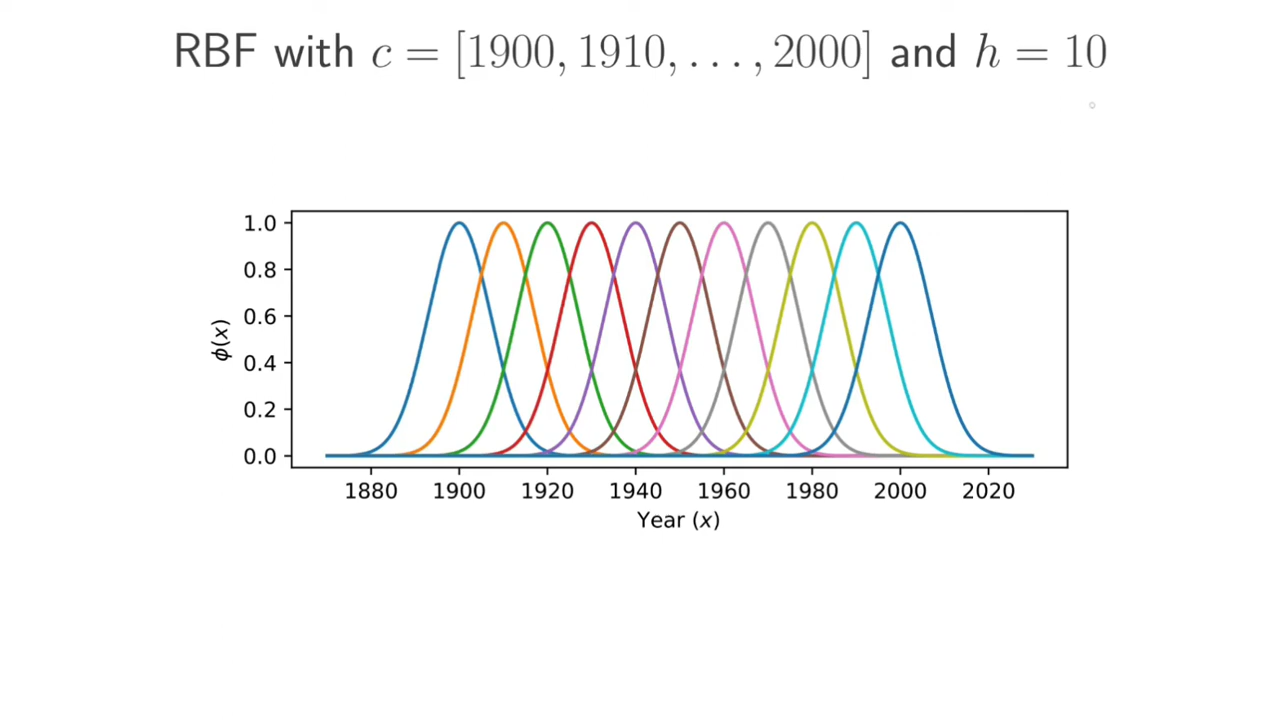 RBF with c = [1900, 1910, . . . , 2000] and h = 10
1.0
0.8
0.6
0.4
0.2
0.0
ϕ(x)
1880 1900 1920 1940 1960 1980 2000 2020
Year (x)